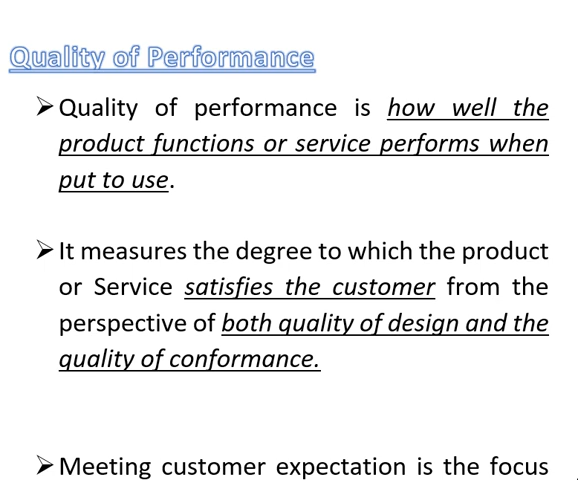 Quality of Performance
➢ Quality of performance is how well the
product functions or service performs when
put to use.
➢ It measures the degree to which the product
or Service satisfies the customer from the
perspective of both quality of design and the
quality of conformance.
➢ Meeting customer expectation is the focus